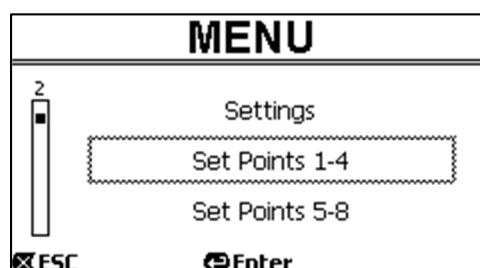 MENU
2
Settings
Set Points 1-4
Set Points 5-8
ESC Enter